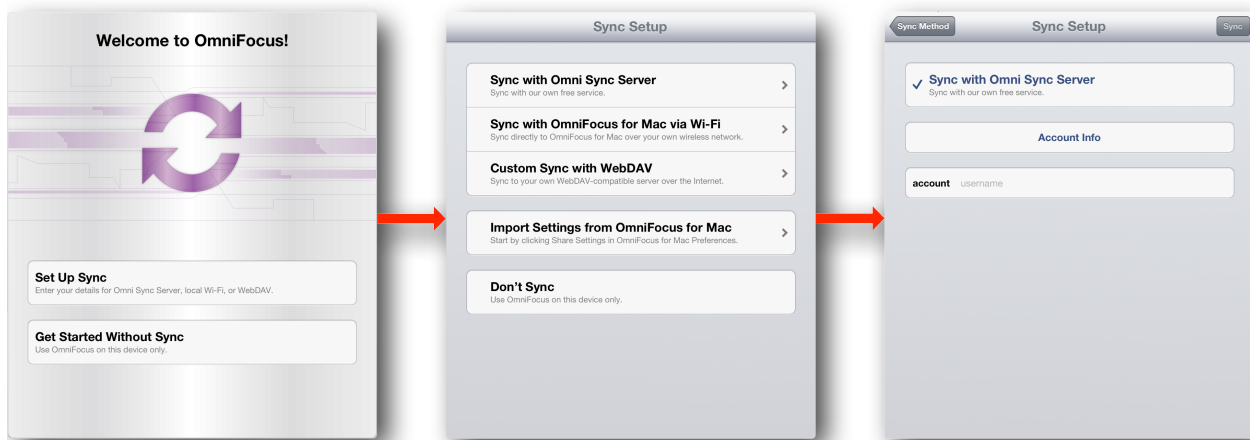 Welcome to OmniFocus!
Set Up Sync
Enter your details for Omni Sync Server, local Wi-Fi, or WebDAV.
Get Started Without Sync
Use OmniFocus on this device only.
Sync Setup
Sync with Omni Sync Server
Sync with our own free service.
Sync with OmniFocus for Mac via Wi-Fi
Sync directly to OmniFocus for Mac over your own wireless network.
Custom Sync with WebDAV
Sync to your own WebDAV-compatible server over the Internet.
Import Settings from OmniFocus for Mac
Start by clicking Share Settings in OmniFocus for Mac Preferences.
Don't Sync
Use OmniFocus on this device only.
Sync Method
Sync Setup
Sync
Sync with Omni Sync Server
Sync with our own free service.
Account Info
account username